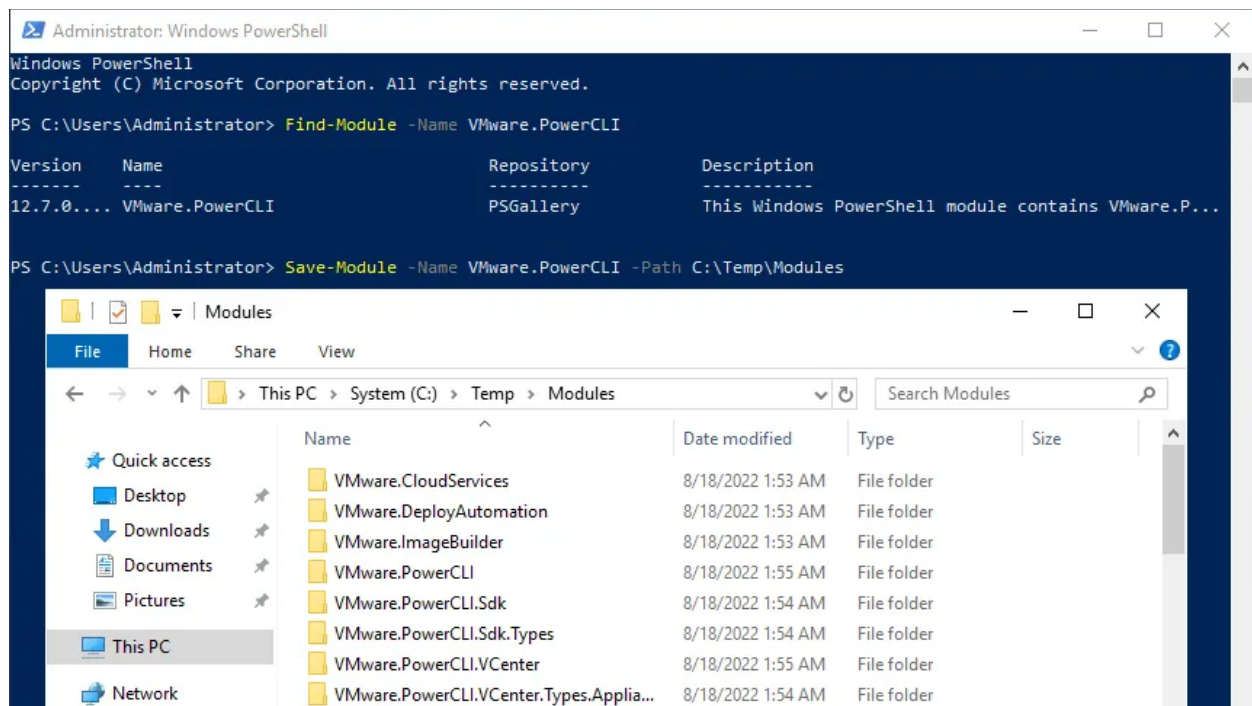 Administrator: Windows PowerShell
Windows PowerShell
Copyright (C) Microsoft Corporation. All rights reserved.
PS C:\Users\Administrator> Find-Module -Name VMware.PowerCLI
Version Name Repository Description
------- ---- ---------- -----------
12.7.0.... VMware.PowerCLI PSGallery This Windows PowerShell module contains VMware.P...
PS C:\Users\Administrator> Save-Module -Name VMware.PowerCLI -Path C:\Temp\Modules
Modules
File Home Share View
This PC > System (C:) > Temp > Modules Search Modules
Name Date modified Type Size
Quick access
Desktop
Downloads
Documents
Pictures
This PC
Network
VMware.CloudServices 8/18/2022 1:53 AM File folder
VMware.DeployAutomation 8/18/2022 1:53 AM File folder
VMware.ImageBuilder 8/18/2022 1:53 AM File folder
VMware.PowerCLI 8/18/2022 1:55 AM File folder
VMware.PowerCLI.Sdk 8/18/2022 1:54 AM File folder
VMware.PowerCLI.Sdk.Types 8/18/2022 1:54 AM File folder
VMware.PowerCLI.VCenter 8/18/2022 1:55 AM File folder
VMware.PowerCLI.VCenter.Types.Applia... 8/18/2022 1:54 AM File folder